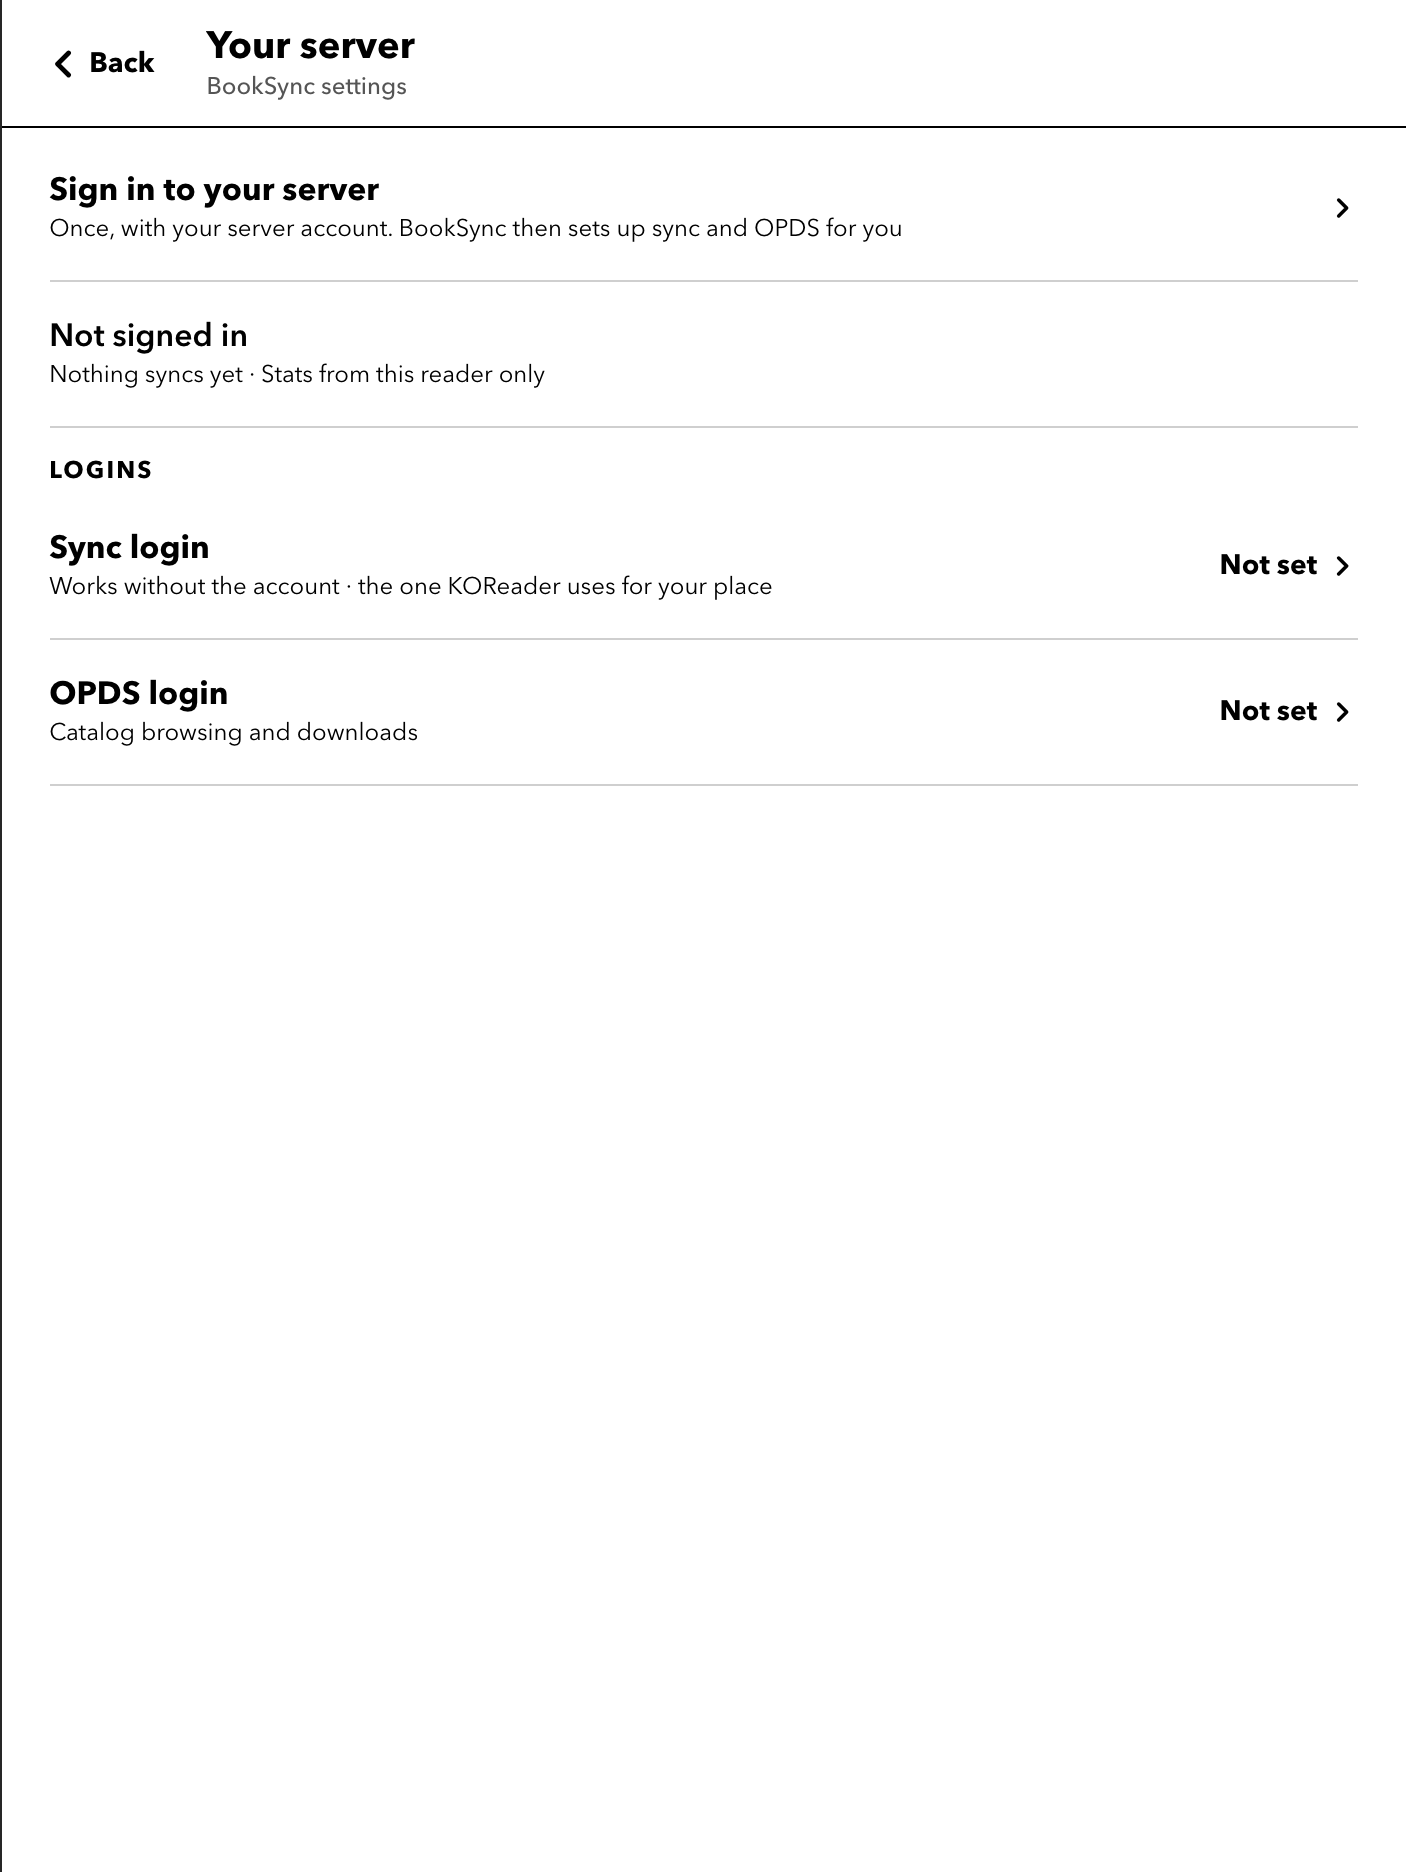 Back
Your server
BookSync settings
Sign in to your server
Once, with your server account. BookSync then sets up sync and OPDS for you
Not signed in
Nothing syncs yet · Stats from this reader only
LOGINS
Sync login
Works without the account · the one KOReader uses for your place
Not set
OPDS login
Catalog browsing and downloads
Not set